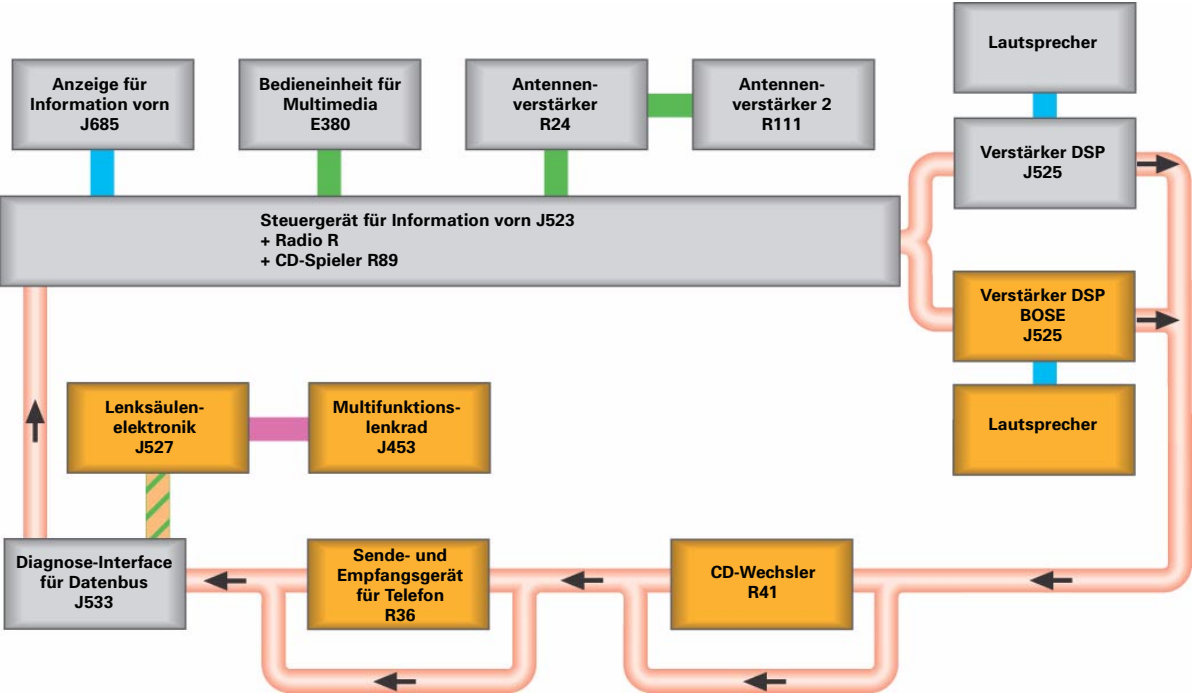 Lautsprecher
Anzeige für
Information vorn
J685
Bedieneinheit für
Multimedia
E380
Antennen-
verstärker
R24
Antennen-
verstärker 2
R111
Verstärker DSP
J525
Steuergerät für Information vorn J523
+ Radio R
+ CD-Spieler R89
Verstärker DSP
BOSE
J525
Lenksäulen-
elektronik
J527
Multifunktions-
lenkrad
J453
Lautsprecher
Diagnose-Interface
für Datenbus
J533
Sende- und
Empfangsgerät
für Telefon
R36
CD-Wechsler
R41